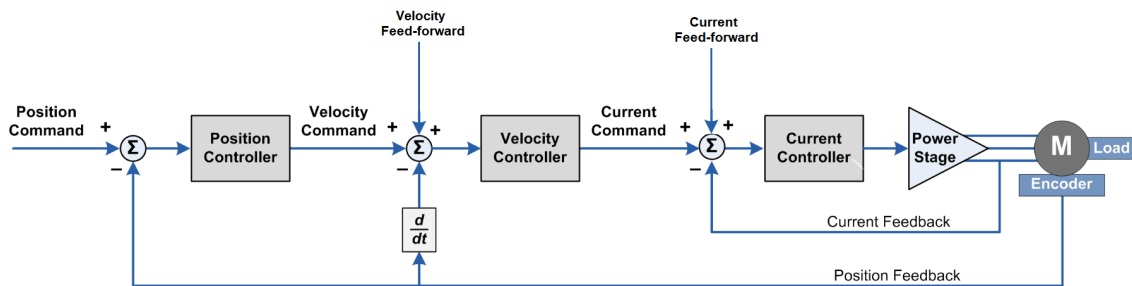 Velocity
Feed-forward
Current
Feed-forward
Position
Command
+
−
Σ
Position
Controller
Velocity
Command
+
+
−
Σ
Velocity
Controller
Current
Command
+
+
−
Σ
Current
Controller
Power
Stage
M
Load
Encoder
d
dt
Current Feedback
Position Feedback